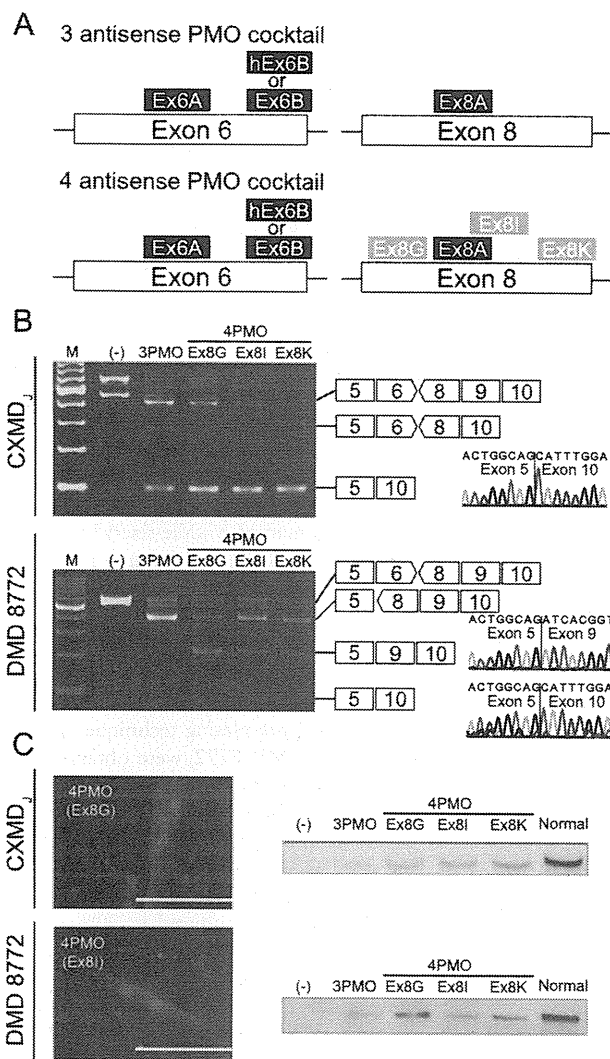 A
3 antisense PMO cocktail
hEx6B
or
Ex6A Ex6B Ex8A
Exon 6 Exon 8
4 antisense PMO cocktail
hEx6B
or Ex8I
Ex6A Ex6B Ex8G Ex8A Ex8K
Exon 6 Exon 8
B
4PMO
M (-) 3PMO Ex8G Ex8I Ex8K
CXMDJ
5 6 8 9 10
5 6 8 10
ACTGGCAGCATTTGGA
Exon 5 Exon 10
5 10
4PMO
M (-) 3PMO Ex8G Ex8I Ex8K
DMD 8772
5 6 8 9 10
5 8 9 10
ACTGGCAGATCACGGT
Exon 5 Exon 9
5 9 10
ACTGGCAGCATTTGGA
Exon 5 Exon 10
5 10
C
CXMDJ
4PMO
(Ex8G)
4PMO
(-) 3PMO Ex8G Ex8I Ex8K Normal
DMD 8772
4PMO
(Ex8I)
4PMO
(-) 3PMO Ex8G Ex8I Ex8K Normal